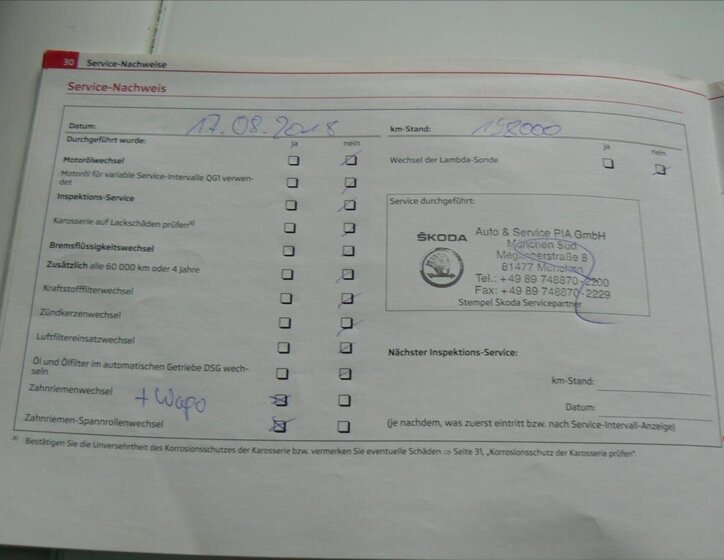 30 Service-Nachweise
Service-Nachweis
Datum: 17.08.2018
km-Stand: 158000
Durchgeführt wurde: ja nein
ja nein
Motorölwechsel
Wechsel der Lambda-Sonde
Motoröl für variable Service-Intervalle QG1 verwen-
det
Inspektions-Service
Service durchgeführt:
Karosserie auf Lackschäden prüfen a)
ŠKODA
Auto & Service PIA GmbH
München Süd
Meglingerstraße 8
81477 München
Tel.: +49 89 748870-2200
Fax: +49 89 748870-2229
Stempel Škoda Servicepartner
Bremsflüssigkeitswechsel
Zusätzlich alle 60 000 km oder 4 Jahre
Kraftstofffilterwechsel
Zündkerzenwechsel
Luftfiltereinsatzwechsel
Öl und Ölfilter im automatischen Getriebe DSG wech-
seln
Zahnriemenwechsel + Wapo
Zahnriemen-Spannrollenwechsel
Nächster Inspektions-Service:
km-Stand:
Datum:
(je nachdem, was zuerst eintritt bzw. nach Service-Intervall-Anzeige)
a) Bestätigen Sie die Unversehrtheit des Korrosionsschutzes der Karosserie bzw. vermerken Sie eventuelle Schäden ⇒ Seite 31, „Korrosionsschutz der Karosserie prüfen“.